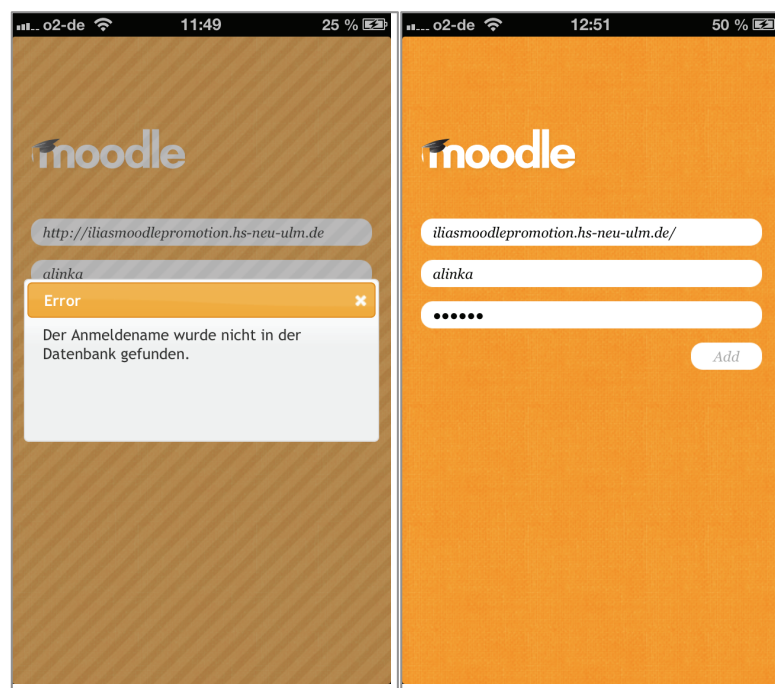 o2-de 11:49 25 %
moodle
http://iliasmoodlepromotion.hs-neu-ulm.de
alinka
Error
Der Anmeldename wurde nicht in der
Datenbank gefunden.
o2-de 12:51 50 %
moodle
iliasmoodlepromotion.hs-neu-ulm.de/
alinka
••••••
Add